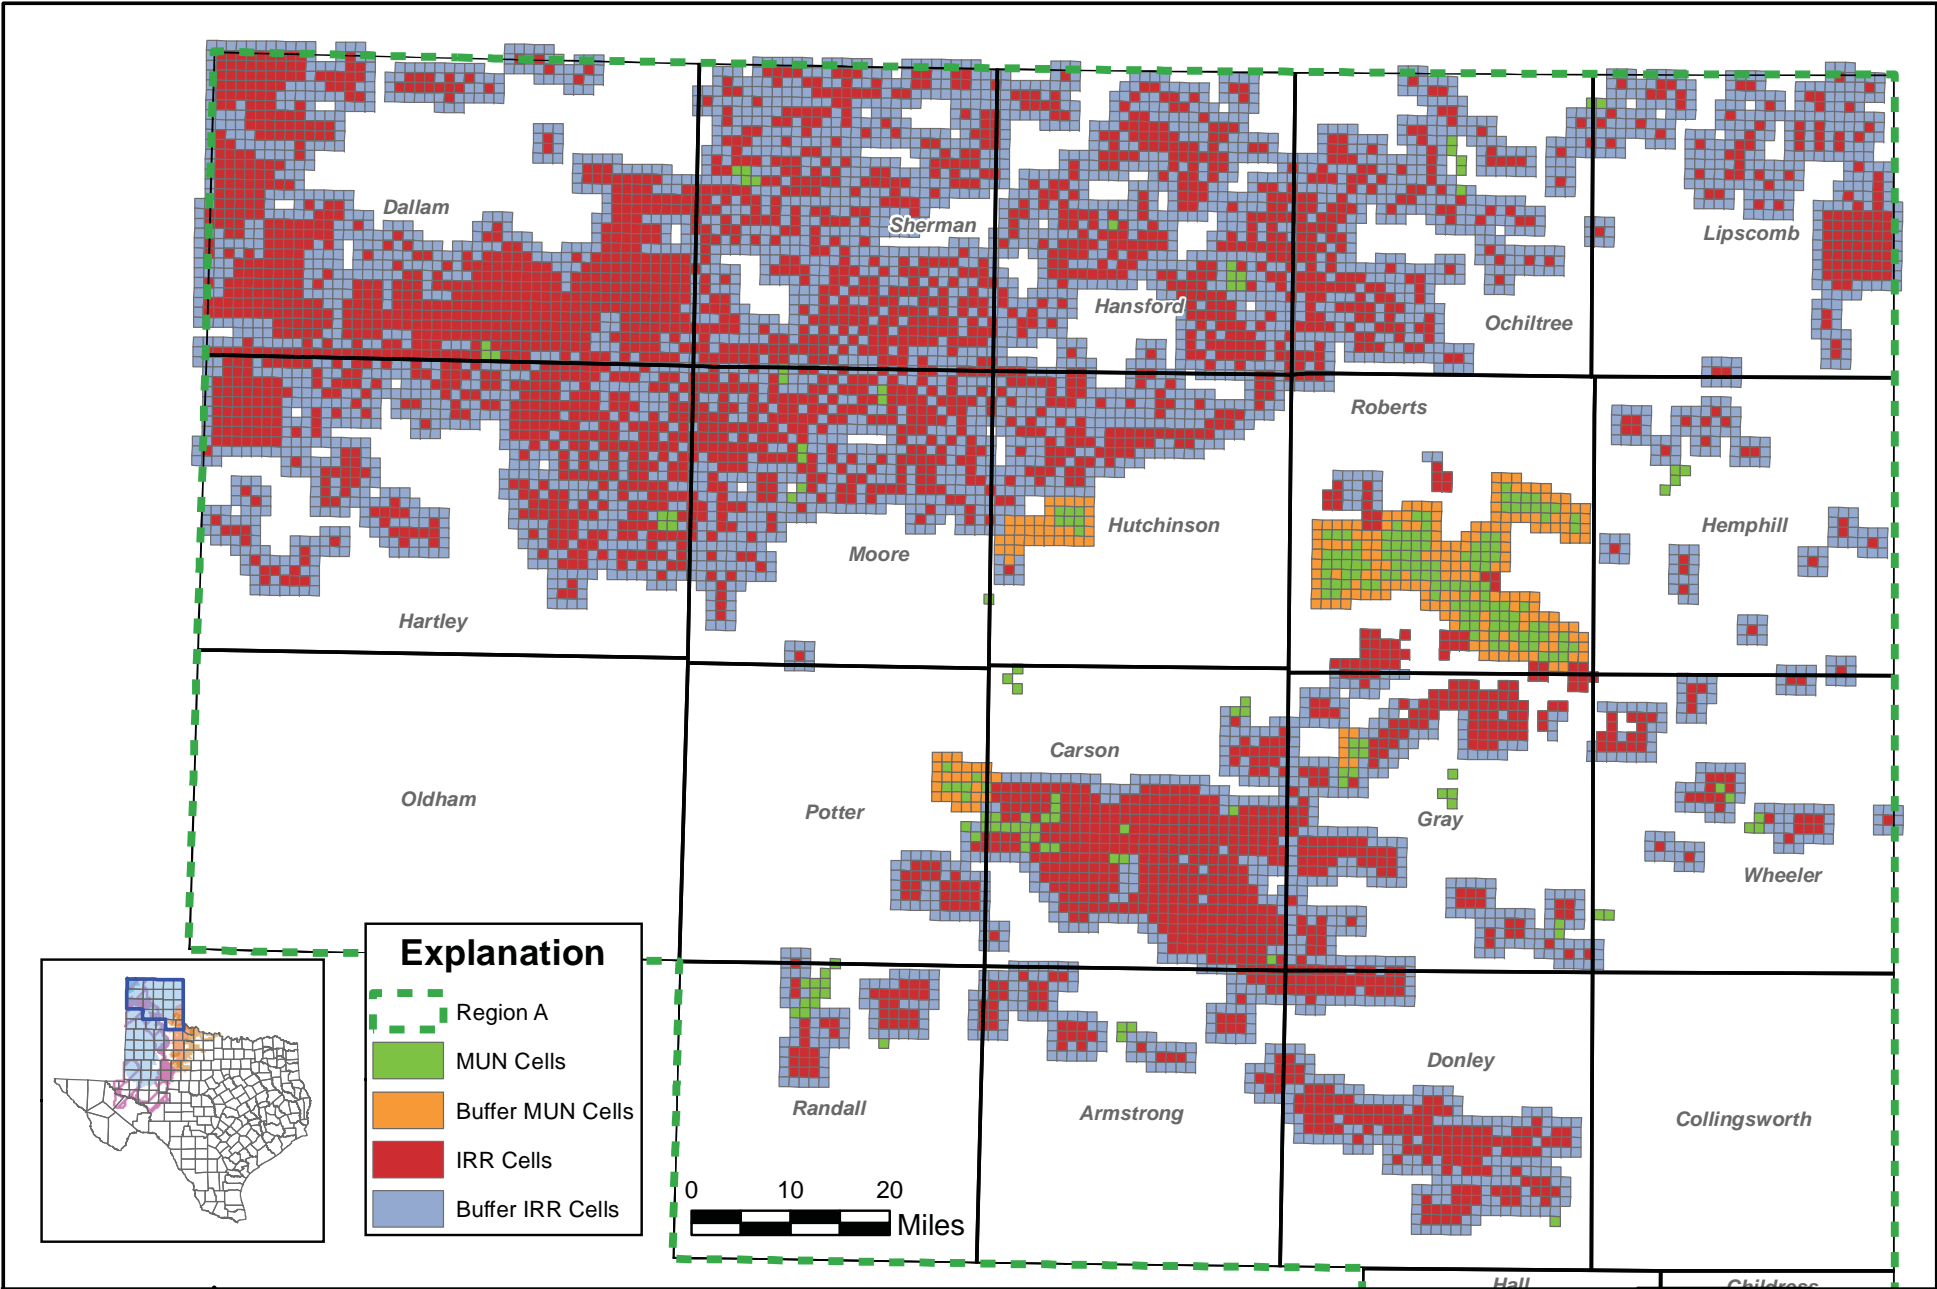 Dallam
Sherman
Lipscomb
Hansford
Ochiltree
Roberts
Hutchinson
Hemphill
Moore
Hartley
Carson
Oldham
Potter
Gray
Wheeler
Explanation
Region A
MUN Cells
Buffer MUN Cells
IRR Cells
Buffer IRR Cells
Donley
Randall
Armstrong
Collingsworth
0 10 20
Miles
Hall
Childress